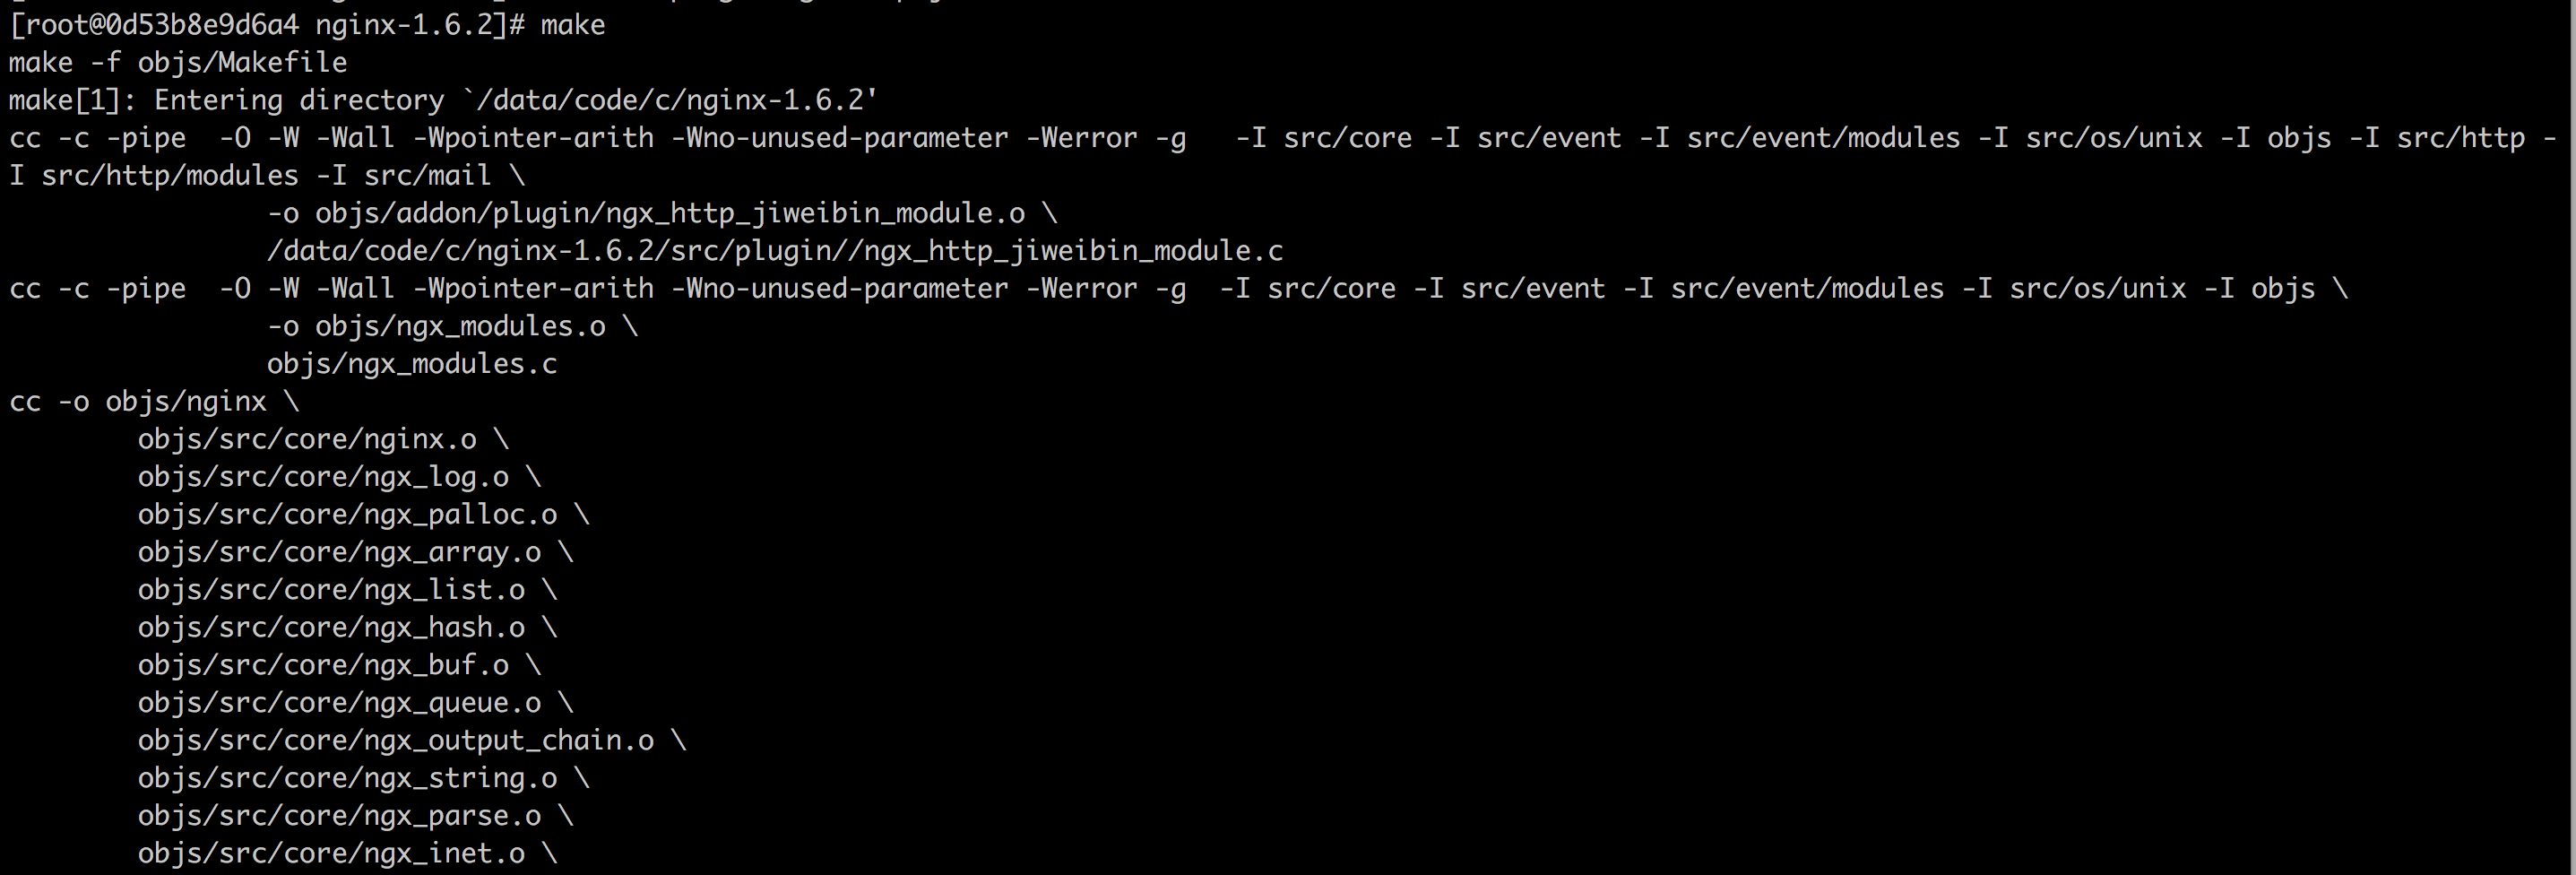 [root@0d53b8e9d6a4 nginx-1.6.2]# make
make -f objs/Makefile
make[1]: Entering directory `/data/code/c/nginx-1.6.2'
cc -c -pipe  -O -W -Wall -Wpointer-arith -Wno-unused-parameter -Werror -g   -I src/core -I src/event -I src/event/modules -I src/os/unix -I objs -I src/http -
I src/http/modules -I src/mail \
                -o objs/addon/plugin/ngx_http_jiweibin_module.o \
                /data/code/c/nginx-1.6.2/src/plugin//ngx_http_jiweibin_module.c
cc -c -pipe  -O -W -Wall -Wpointer-arith -Wno-unused-parameter -Werror -g  -I src/core -I src/event -I src/event/modules -I src/os/unix -I objs \
                -o objs/ngx_modules.o \
                objs/ngx_modules.c
cc -o objs/nginx \
        objs/src/core/nginx.o \
        objs/src/core/ngx_log.o \
        objs/src/core/ngx_palloc.o \
        objs/src/core/ngx_array.o \
        objs/src/core/ngx_list.o \
        objs/src/core/ngx_hash.o \
        objs/src/core/ngx_buf.o \
        objs/src/core/ngx_queue.o \
        objs/src/core/ngx_output_chain.o \
        objs/src/core/ngx_string.o \
        objs/src/core/ngx_parse.o \
        objs/src/core/ngx_inet.o \